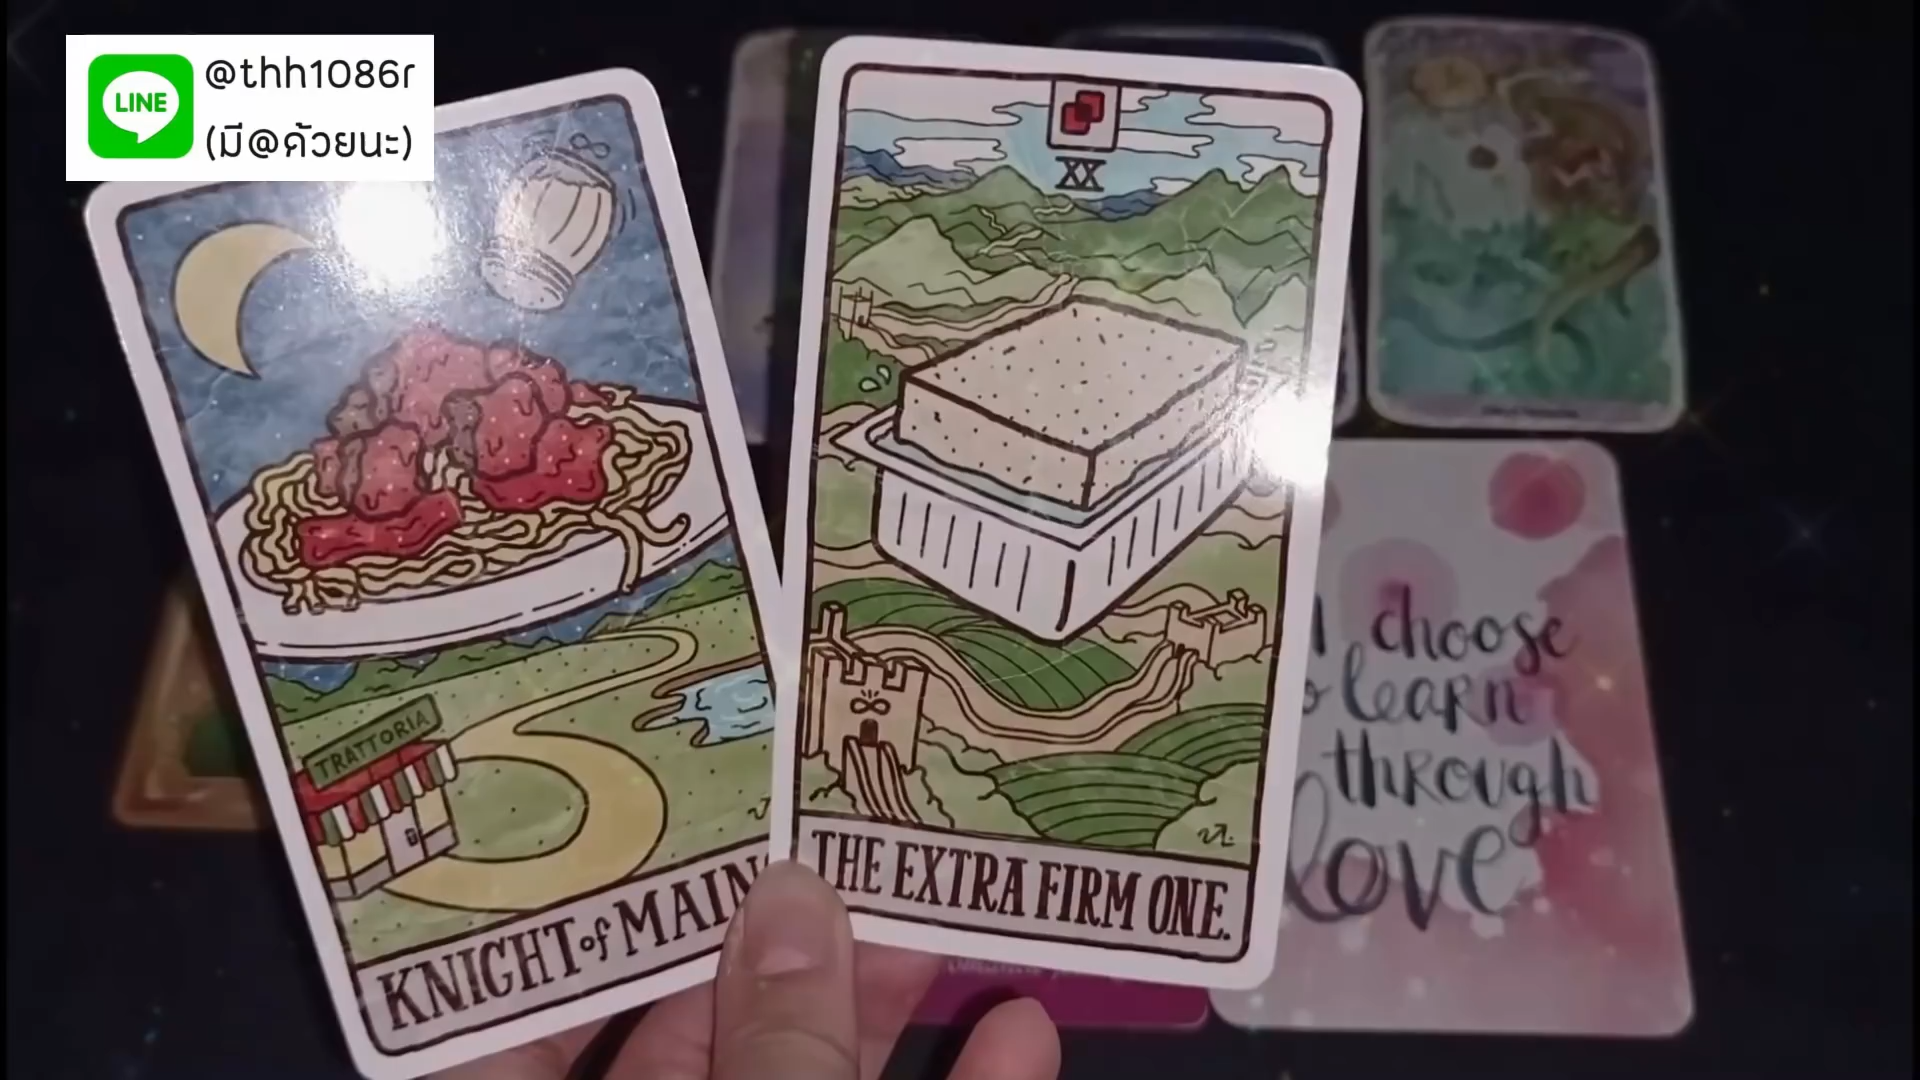 LINE
@thh1086r
(มี@ด้วยนะ)
XX
TRATTORIA
KNIGHT of MAIN
THE EXTRA FIRM ONE.
I choose
learn
through
love